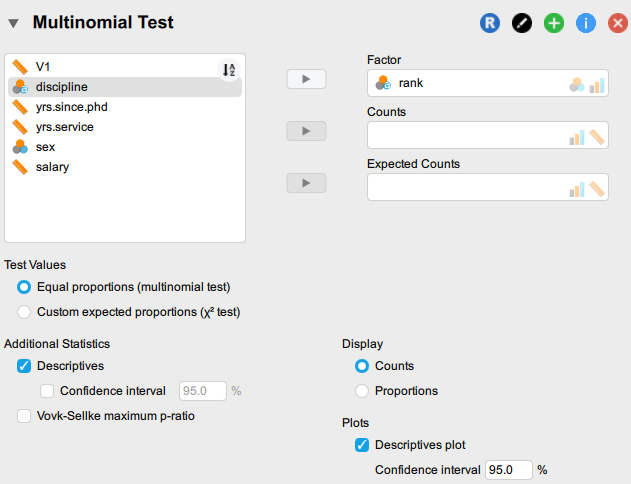 Multinomial Test
R
i
V1
A
Z
discipline
yrs.since.phd
yrs.service
sex
salary
Factor
rank
Counts
Expected Counts
Test Values
Equal proportions (multinomial test)
Custom expected proportions (χ² test)
Additional Statistics
Descriptives
Confidence interval 95.0 %
Vovk-Sellke maximum p-ratio
Display
Counts
Proportions
Plots
Descriptives plot
Confidence interval 95.0 %